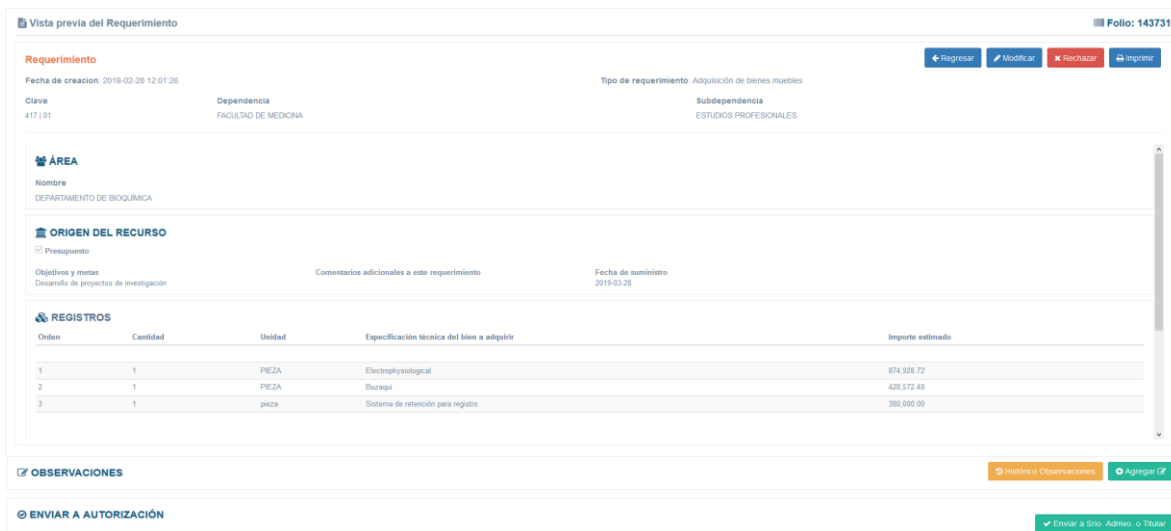 Vista previa del Requerimiento
Folio: 143731
Requerimiento
Regresar Modificar Rechazar Imprimir
Fecha de creacion: 2019-02-28 12:01:26
Tipo de requerimiento: Adquisición de bienes muebles
Clave Dependencia Subdependencia
417 | 01 FACULTAD DE MEDICINA ESTUDIOS PROFESIONALES
ÁREA
Nombre
DEPARTAMENTO DE BIOQUÍMICA
ORIGEN DEL RECURSO
Presupuesto
Objetivos y metas Comentarios adicionales a este requerimiento Fecha de suministro
Desarrollo de proyectos de investigación 2019-03-28
REGISTROS
Orden Cantidad Unidad Especificación técnica del bien a adquirir Importe estimado
1 1 PIEZA Electrophysiological 874,928.72
2 1 PIEZA Buzaqui 428,572.48
3 1 pieza Sistema de retención para registro 380,000.00
OBSERVACIONES
Histórico Observaciones Agregar
ENVIAR A AUTORIZACIÓN
Enviar a Srio. Admvo. o Titular